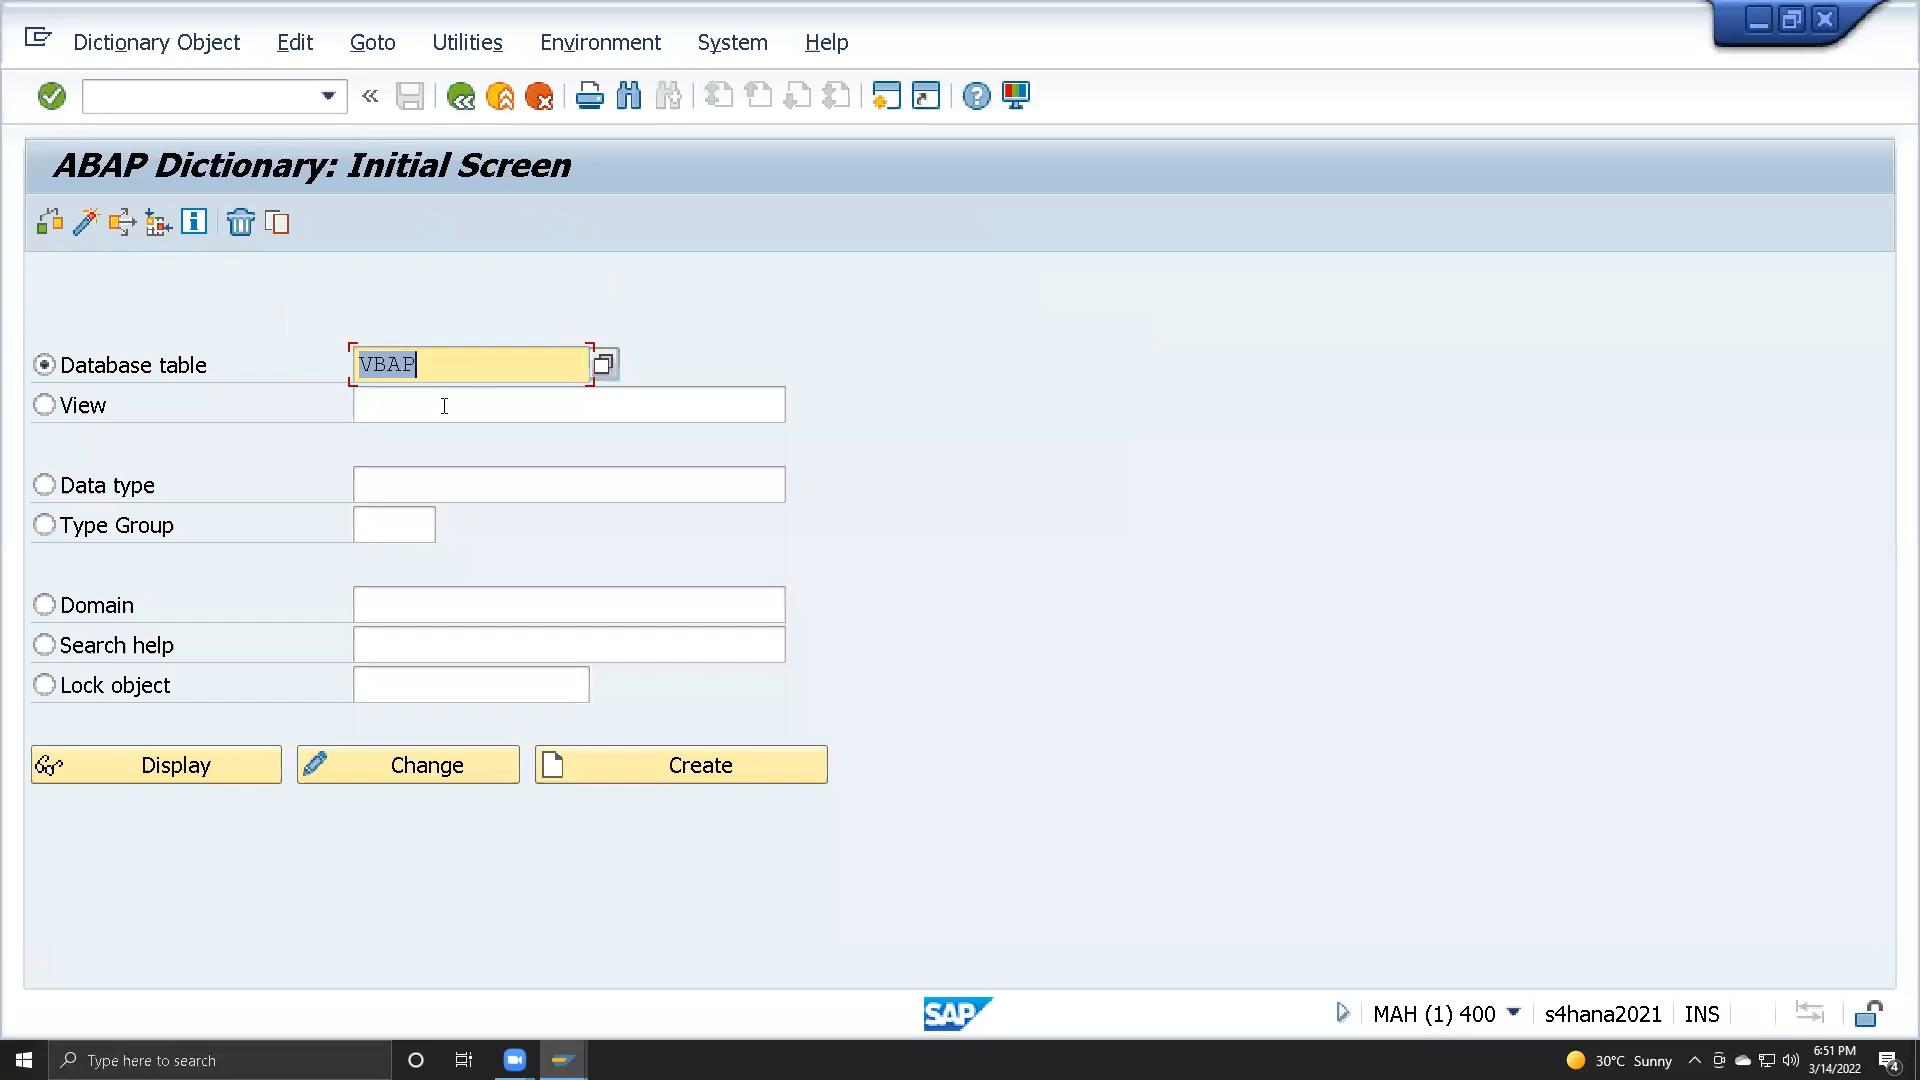 Dictionary Object Edit Goto Utilities Environment System Help
ABAP Dictionary: Initial Screen
Database table VBAP
View
Data type
Type Group
Domain
Search help
Lock object
Display Change Create
SAP MAH (1) 400 s4hana2021 INS
Type here to search 30°C Sunny 6:51 PM
3/14/2022 4